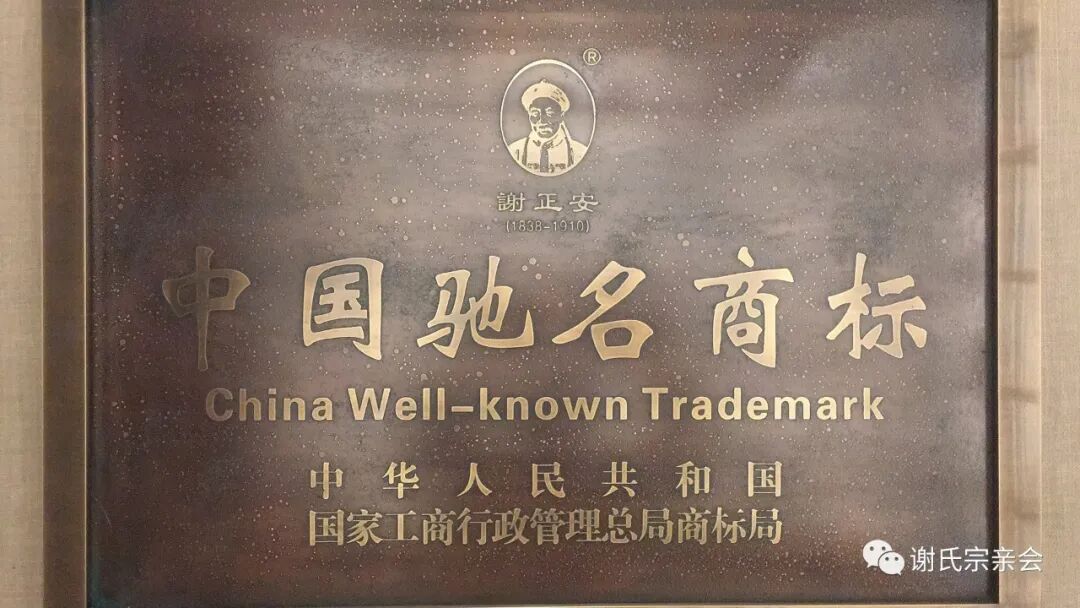 ®
謝正安
(1838-1910)
中国驰名商标
China Well-known Trademark
中华人民共和国
国家工商行政管理总局商标局
谢氏宗亲会